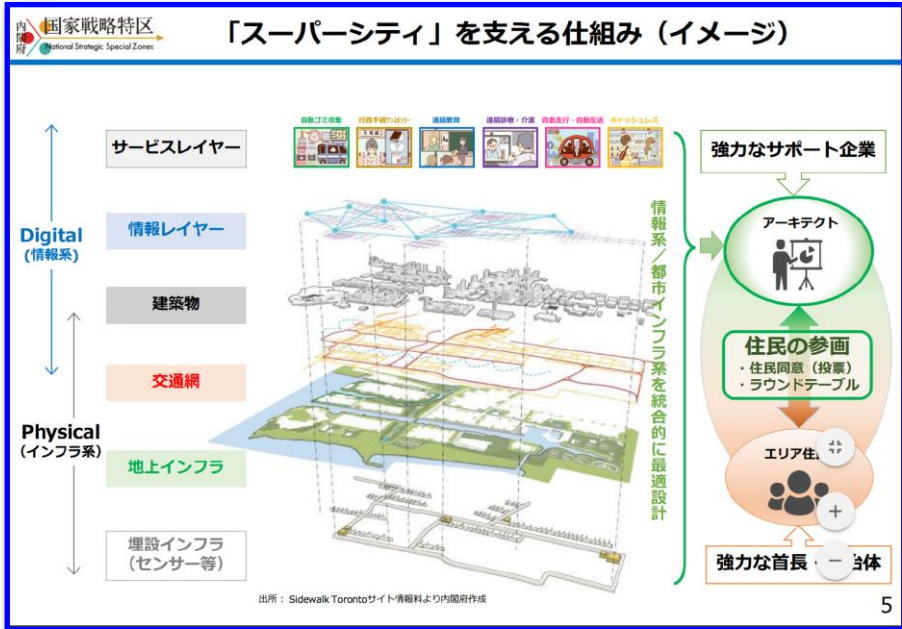 内閣府
国家戦略特区
National Strategic Special Zones
「スーパーシティ」を支える仕組み（イメージ）
自動ゴミ収集
行政手続ワンスオンリー
遠隔教育
遠隔診療・介護
自動走行・自動配送
キャッシュレス
サービスレイヤー
情報レイヤー
建築物
交通網
地上インフラ
埋設インフラ
（センサー等）
Digital
(情報系)
Physical
（インフラ系）
情報系／都市インフラ系を統合的に最適設計
強力なサポート企業
アーキテクト
住民の参画
・住民同意（投票）
・ラウンドテーブル
エリア住
強力な首長・
治体
出所： Sidewalk Torontoサイト情報料より内閣府作成
5